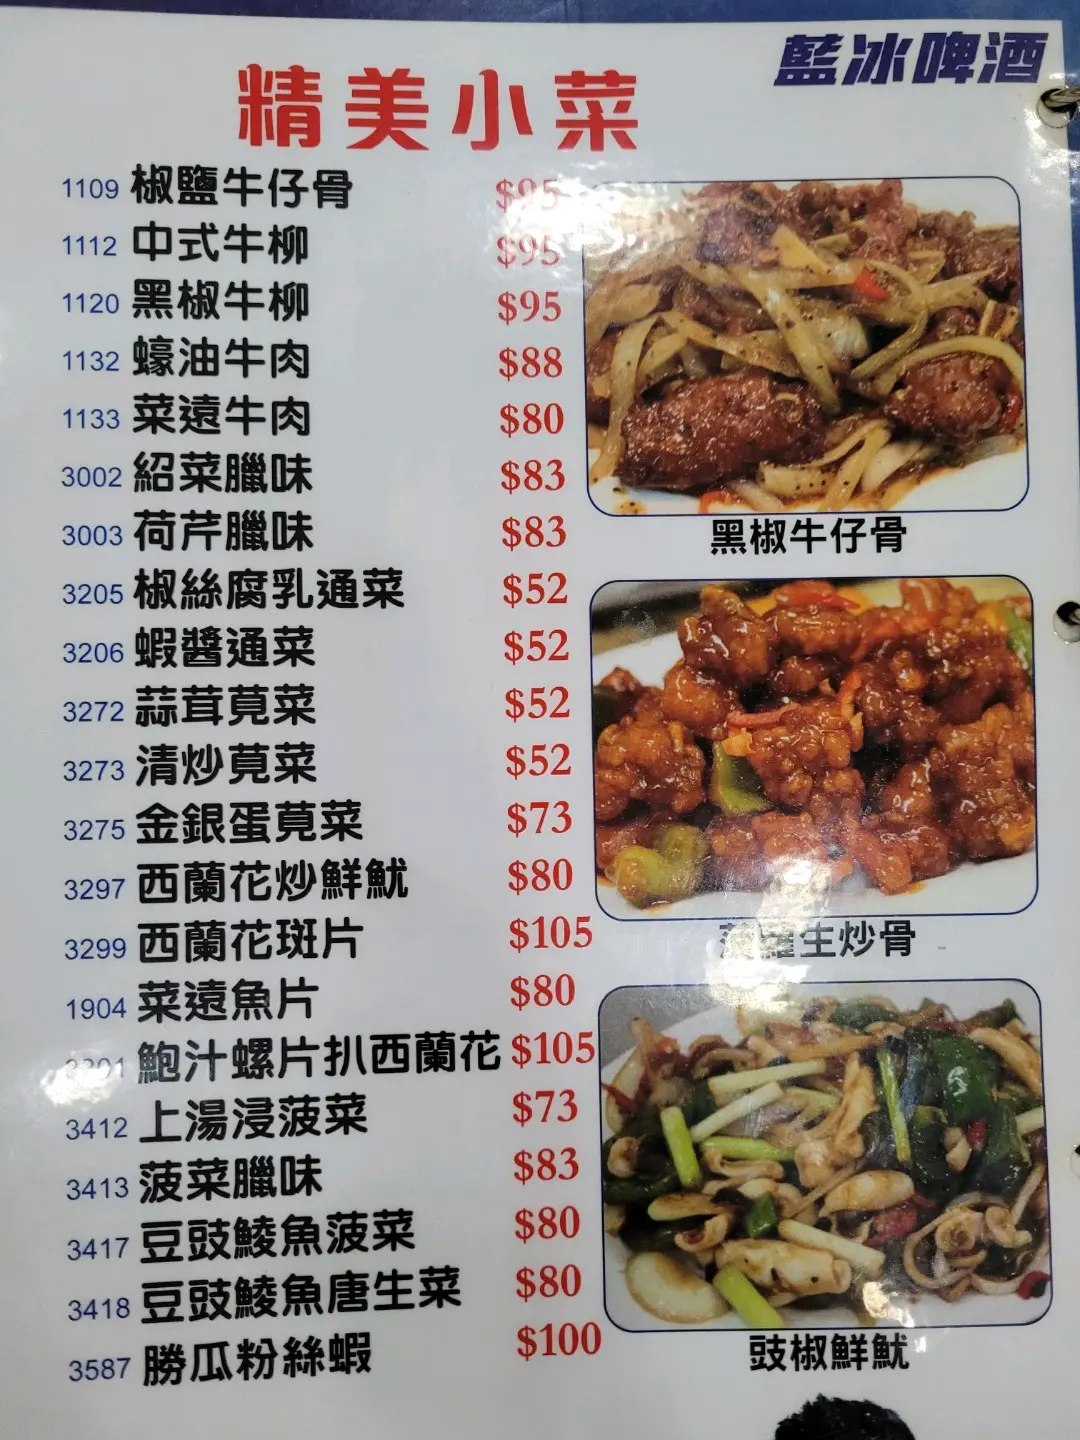 藍冰啤酒
精美小菜
1109 椒鹽牛仔骨 $95
1112 中式牛柳 $95
1120 黑椒牛柳 $95
1132 蠔油牛肉 $88
1133 菜遠牛肉 $80
3002 紹菜臘味 $83
3003 荷芹臘味 $83
3205 椒絲腐乳通菜 $52
3206 蝦醬通菜 $52
3272 蒜茸莧菜 $52
3273 清炒莧菜 $52
3275 金銀蛋莧菜 $73
3297 西蘭花炒鮮魷 $80
3299 西蘭花斑片 $105
1904 菜遠魚片 $80
鮑汁螺片扒西蘭花 $105
3412 上湯浸菠菜 $73
3413 菠菜臘味 $83
3417 豆豉鯪魚菠菜 $80
3418 豆豉鯪魚唐生菜 $80
3587 勝瓜粉絲蝦 $100
黑椒牛仔骨
菠蘿生炒骨
豉椒鮮魷